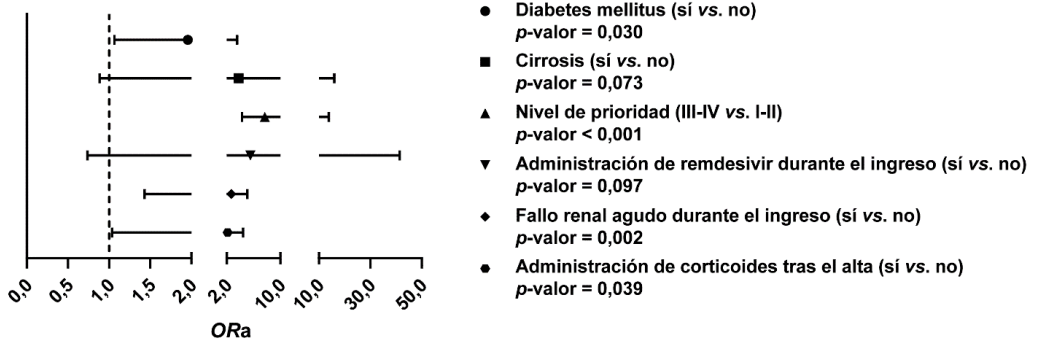 Diabetes mellitus (sí vs. no)
p-valor = 0,030
Cirrosis (sí vs. no)
p-valor = 0,073
Nivel de prioridad (III-IV vs. I-II)
p-valor < 0,001
Administración de remdesivir durante el ingreso (sí vs. no)
p-valor = 0,097
Fallo renal agudo durante el ingreso (sí vs. no)
p-valor = 0,002
Administración de corticoides tras el alta (sí vs. no)
p-valor = 0,039
0,0 0,5 1,0 1,5 2,0 2,0 10,0 10,0 30,0 50,0
ORa